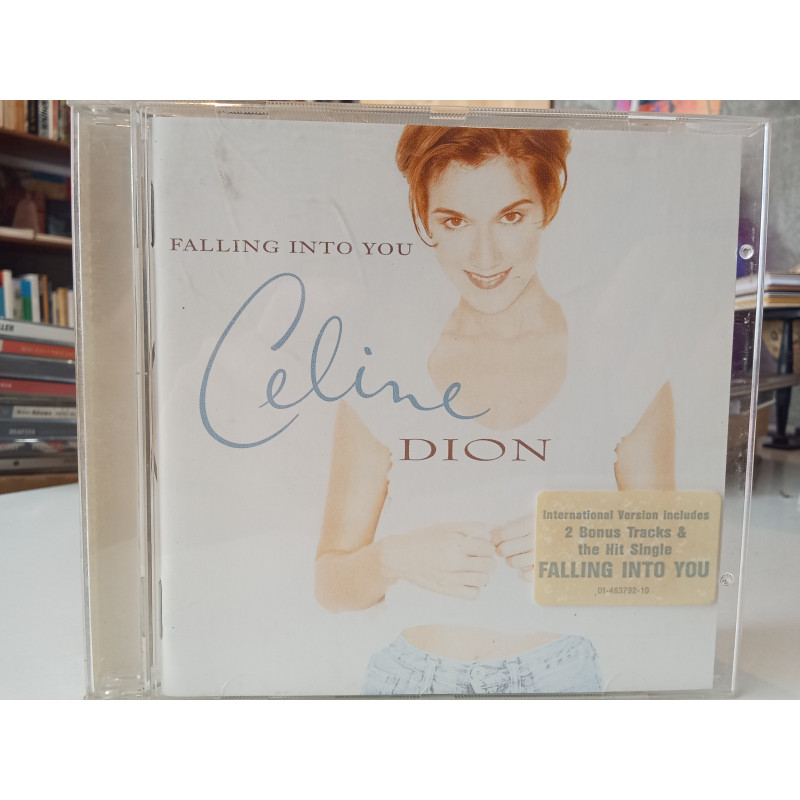 FALLING INTO YOU
Celine
DION
International Version includes
2 Bonus Tracks &
the Hit Single
FALLING INTO YOU
01-483792-10